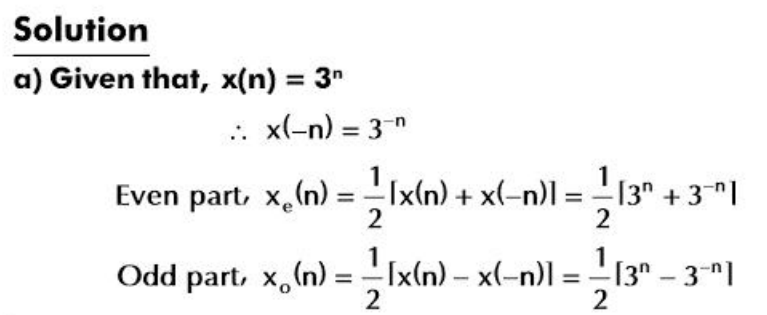 Solution
a) Given that, x(n) = 3ⁿ
∴ x(–n) = 3⁻ⁿ
Even part, xₑ(n) = 1/2 [x(n) + x(–n)] = 1/2 [3ⁿ + 3⁻ⁿ]
Odd part, xₒ(n) = 1/2 [x(n) – x(–n)] = 1/2 [3ⁿ – 3⁻ⁿ]